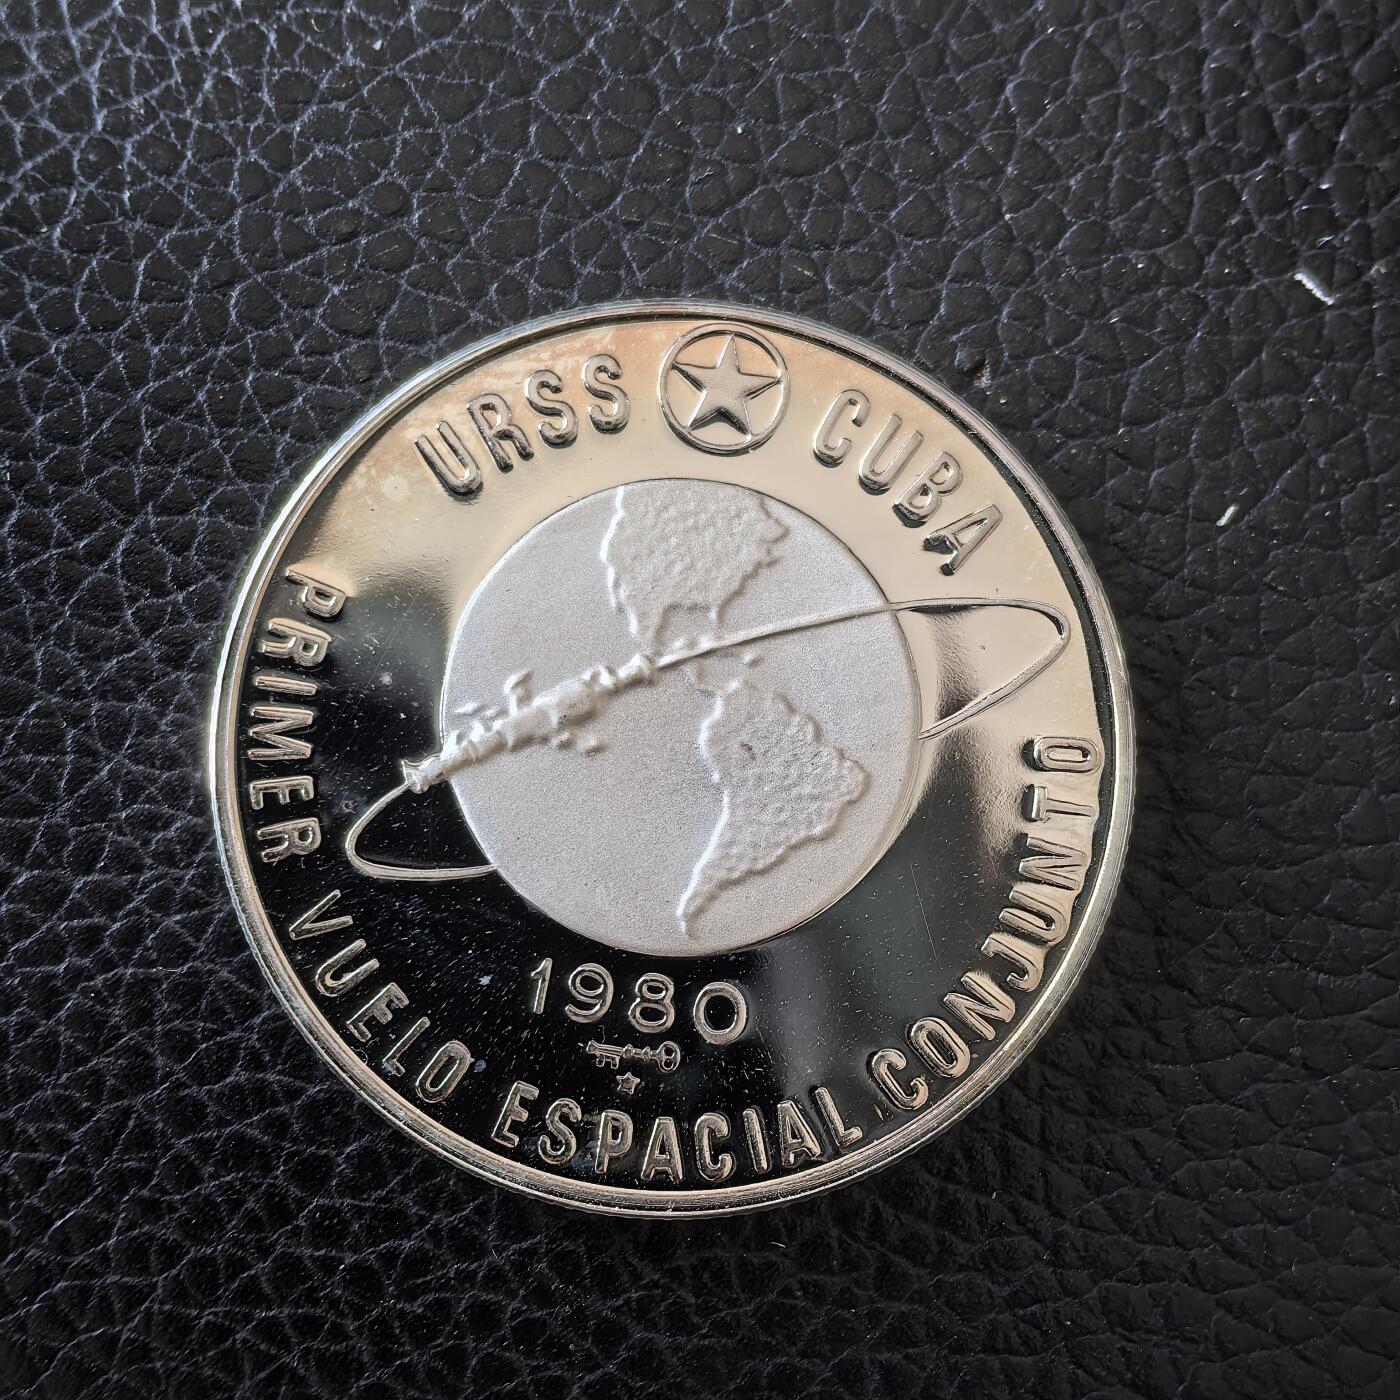 URSS CUBA
1980
PRIMER VUELO ESPACIAL CONJUNTO